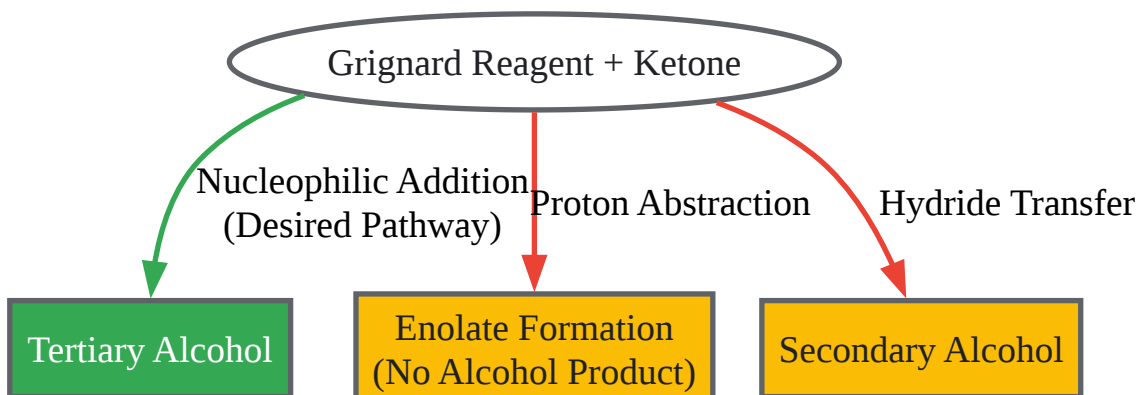 Grignard Reagent + Ketone
Nucleophilic Addition
(Desired Pathway)
Proton Abstraction
Hydride Transfer
Tertiary Alcohol
Enolate Formation
(No Alcohol Product)
Secondary Alcohol